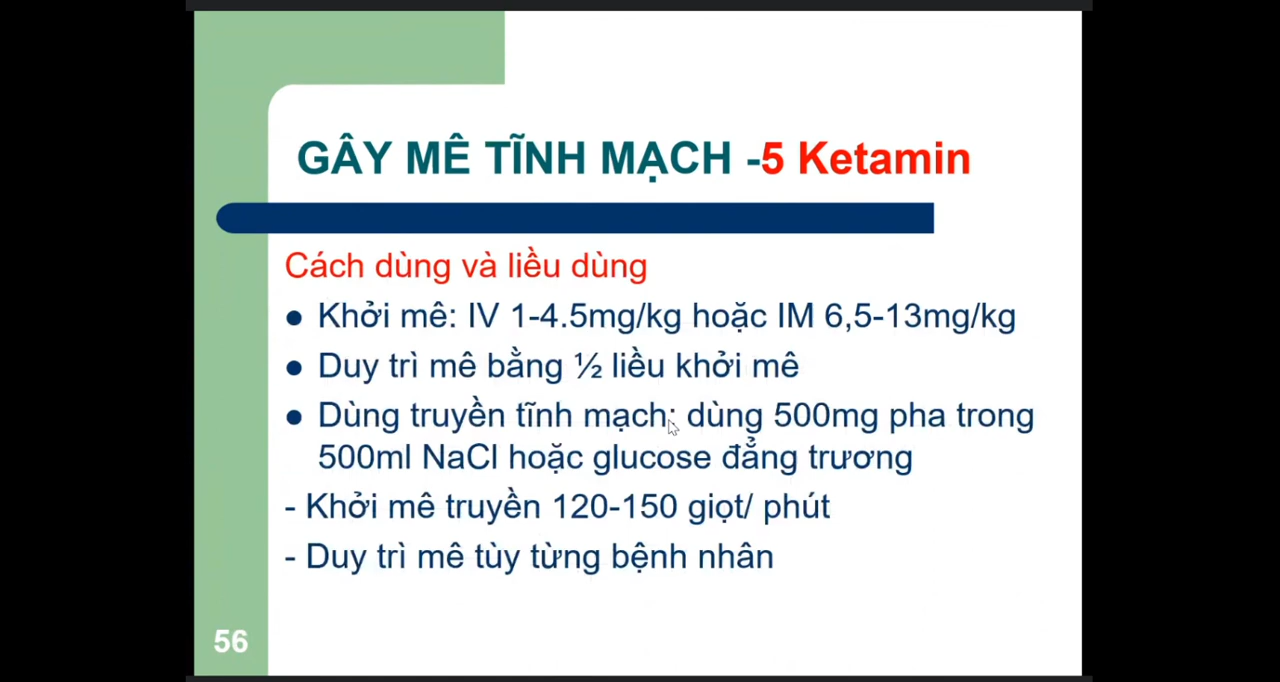 GÂY MÊ TĨNH MẠCH -5 Ketamin
Cách dùng và liều dùng
● Khởi mê: IV 1-4.5mg/kg hoặc IM 6,5-13mg/kg
● Duy trì mê bằng ½ liều khởi mê
● Dùng truyền tĩnh mạch: dùng 500mg pha trong
500ml NaCl hoặc glucose đẳng trương
- Khởi mê truyền 120-150 giọt/ phút
- Duy trì mê tùy từng bệnh nhân
56